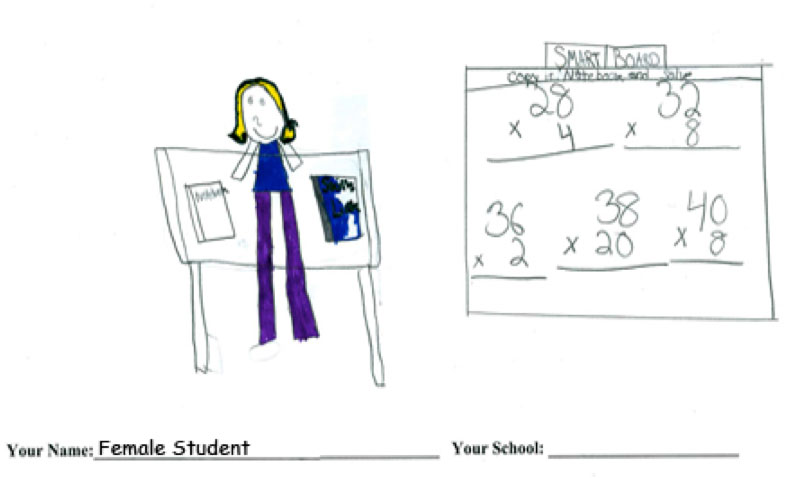 SMART BOARD
Copy in Notebook and Solve
28
x 4
32
x 8
36
x 2
38
x 20
40
x 8
Your Name: Female Student
Your School: